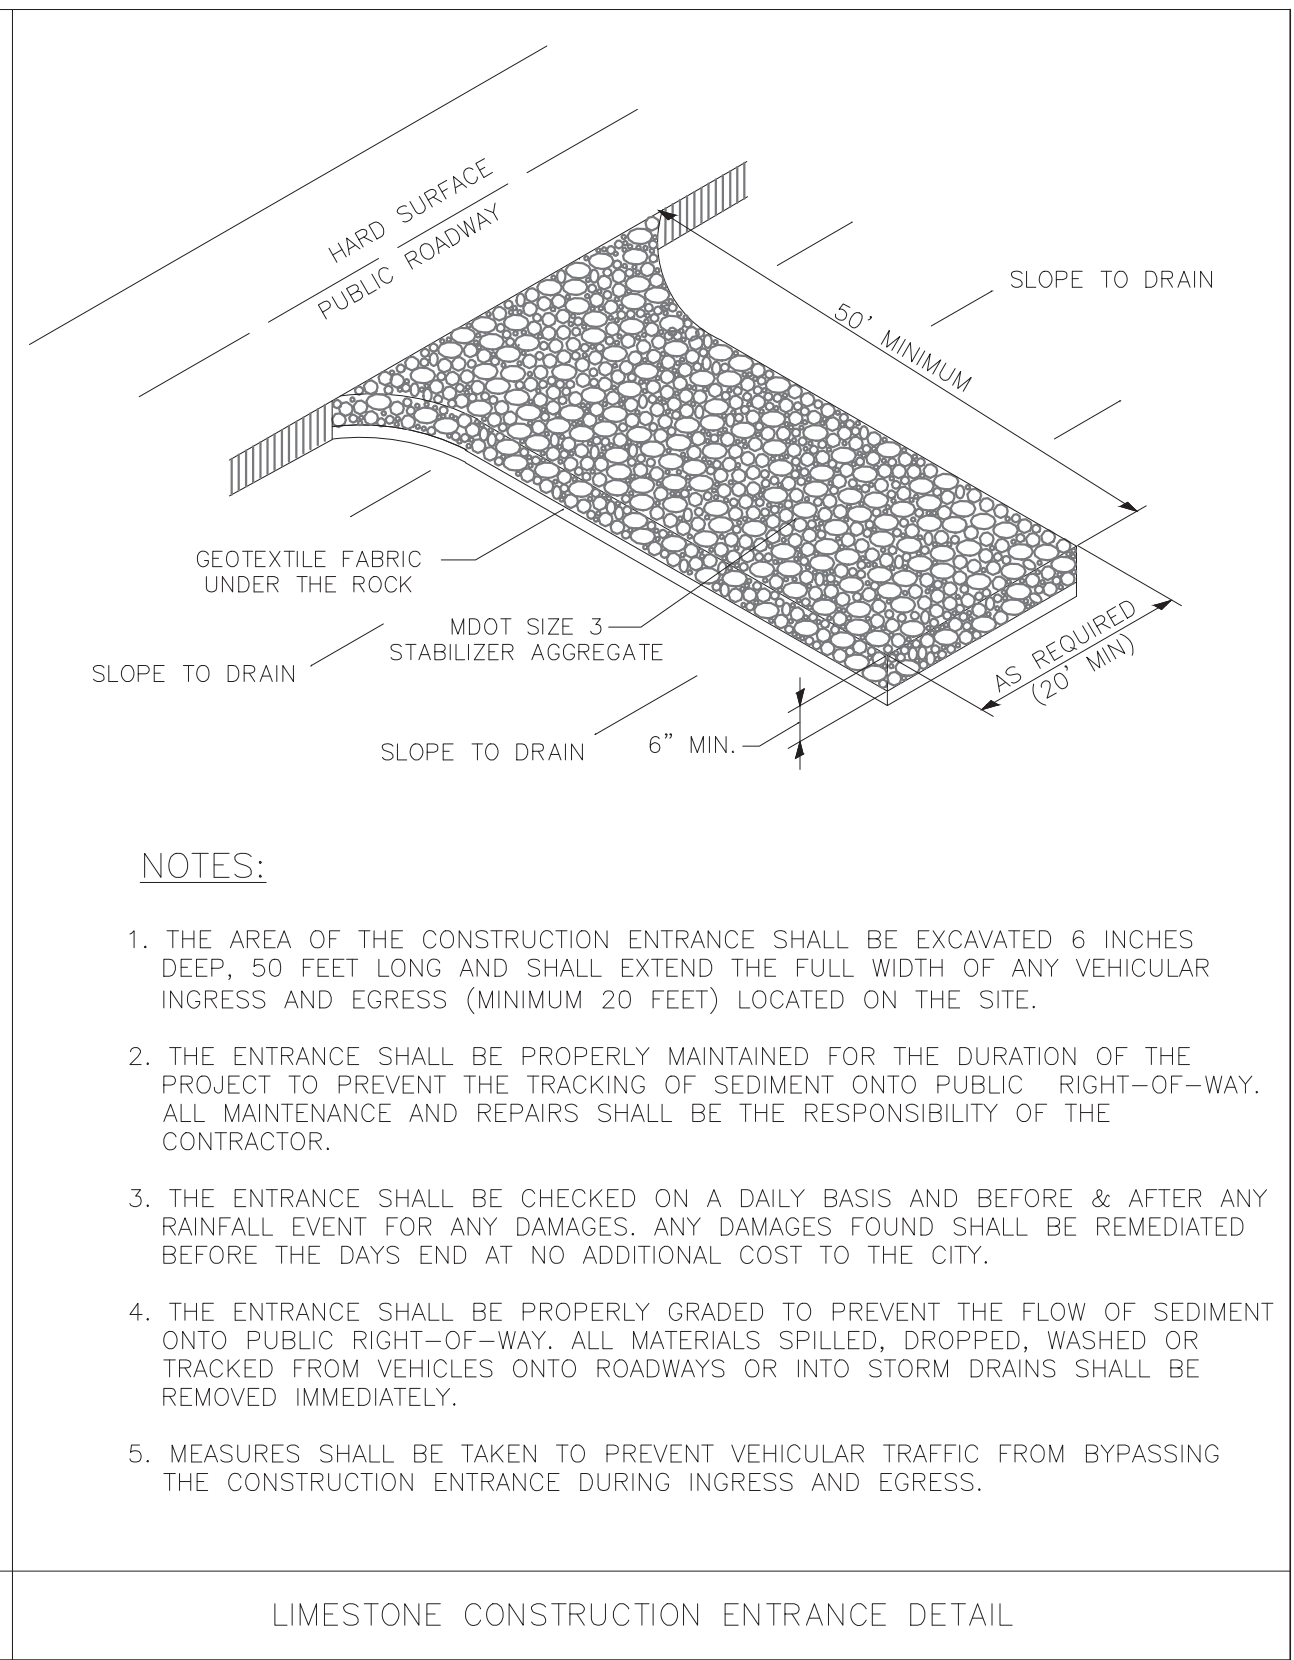 HARD SURFACE
PUBLIC ROADWAY
SLOPE TO DRAIN
50' MINIMUM
GEOTEXTILE FABRIC
UNDER THE ROCK
MDOT SIZE 3
STABILIZER AGGREGATE
AS REQUIRED
(20' MIN)
SLOPE TO DRAIN
SLOPE TO DRAIN
6" MIN.
NOTES:
1. THE AREA OF THE CONSTRUCTION ENTRANCE SHALL BE EXCAVATED 6 INCHES
DEEP, 50 FEET LONG AND SHALL EXTEND THE FULL WIDTH OF ANY VEHICULAR
INGRESS AND EGRESS (MINIMUM 20 FEET) LOCATED ON THE SITE.
2. THE ENTRANCE SHALL BE PROPERLY MAINTAINED FOR THE DURATION OF THE
PROJECT TO PREVENT THE TRACKING OF SEDIMENT ONTO PUBLIC RIGHT-OF-WAY.
ALL MAINTENANCE AND REPAIRS SHALL BE THE RESPONSIBILITY OF THE
CONTRACTOR.
3. THE ENTRANCE SHALL BE CHECKED ON A DAILY BASIS AND BEFORE & AFTER ANY
RAINFALL EVENT FOR ANY DAMAGES. ANY DAMAGES FOUND SHALL BE REMEDIATED
BEFORE THE DAYS END AT NO ADDITIONAL COST TO THE CITY.
4. THE ENTRANCE SHALL BE PROPERLY GRADED TO PREVENT THE FLOW OF SEDIMENT
ONTO PUBLIC RIGHT-OF-WAY. ALL MATERIALS SPILLED, DROPPED, WASHED OR
TRACKED FROM VEHICLES ONTO ROADWAYS OR INTO STORM DRAINS SHALL BE
REMOVED IMMEDIATELY.
5. MEASURES SHALL BE TAKEN TO PREVENT VEHICULAR TRAFFIC FROM BYPASSING
THE CONSTRUCTION ENTRANCE DURING INGRESS AND EGRESS.
LIMESTONE CONSTRUCTION ENTRANCE DETAIL